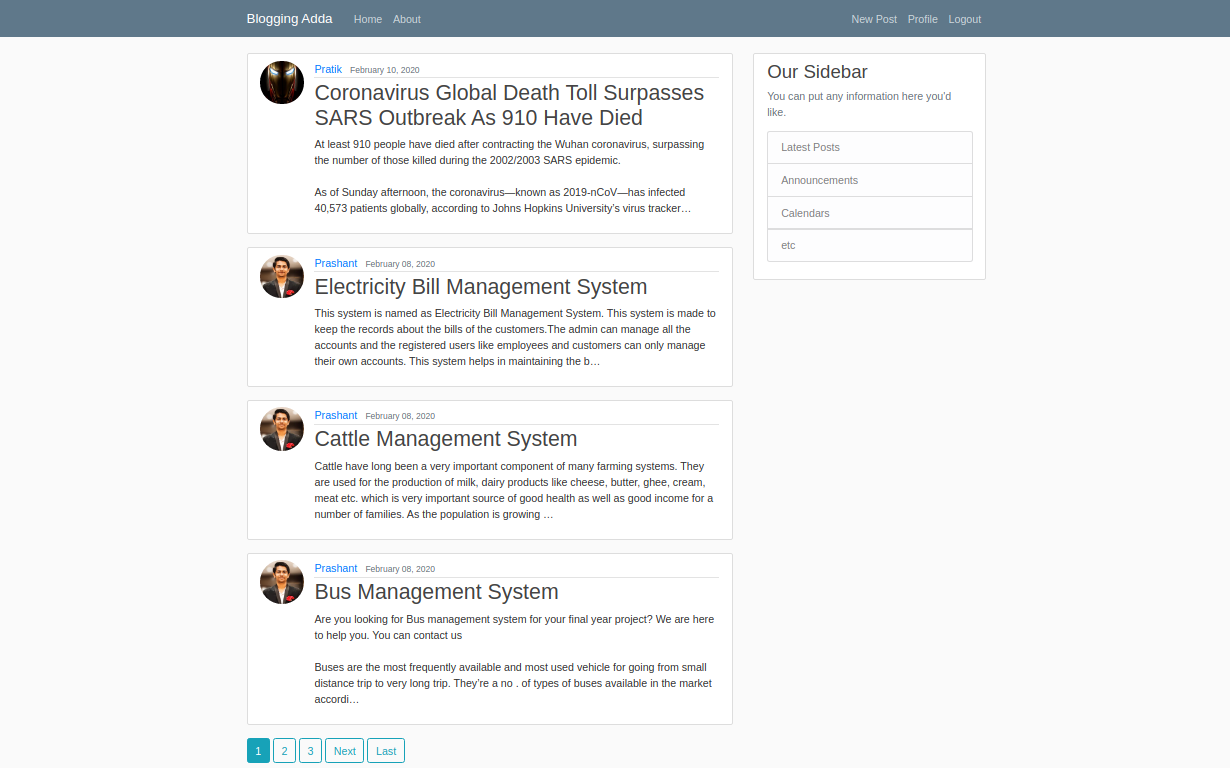 Blogging Adda Home About New Post Profile Logout
Pratik February 10, 2020
Coronavirus Global Death Toll Surpasses
SARS Outbreak As 910 Have Died
At least 910 people have died after contracting the Wuhan coronavirus, surpassing
the number of those killed during the 2002/2003 SARS epidemic.
As of Sunday afternoon, the coronavirus—known as 2019-nCoV—has infected
40,573 patients globally, according to Johns Hopkins University's virus tracker…
Prashant February 08, 2020
Electricity Bill Management System
This system is named as Electricity Bill Management System. This system is made to
keep the records about the bills of the customers.The admin can manage all the
accounts and the registered users like employees and customers can only manage
their own accounts. This system helps in maintaining the b…
Prashant February 08, 2020
Cattle Management System
Cattle have long been a very important component of many farming systems. They
are used for the production of milk, dairy products like cheese, butter, ghee, cream,
meat etc. which is very important source of good health as well as good income for a
number of families. As the population is growing …
Prashant February 08, 2020
Bus Management System
Are you looking for Bus management system for your final year project? We are here
to help you. You can contact us
Buses are the most frequently available and most used vehicle for going from small
distance trip to very long trip. They're a no . of types of buses available in the market
accordi…
1 2 3 Next Last
Our Sidebar
You can put any information here you'd
like.
Latest Posts
Announcements
Calendars
etc